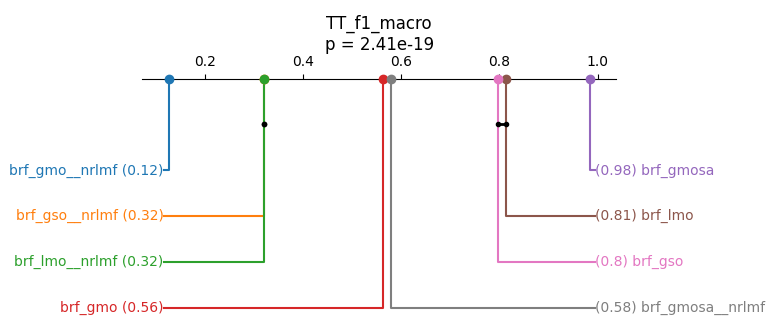 TT_f1_macro
p = 2.41e-19
0.2 0.4 0.6 0.8 1.0
brf_gmo__nrlmf (0.12) (0.98) brf_gmosa
brf_gso__nrlmf (0.32) (0.81) brf_lmo
brf_lmo__nrlmf (0.32) (0.8) brf_gso
brf_gmo (0.56) (0.58) brf_gmosa__nrlmf